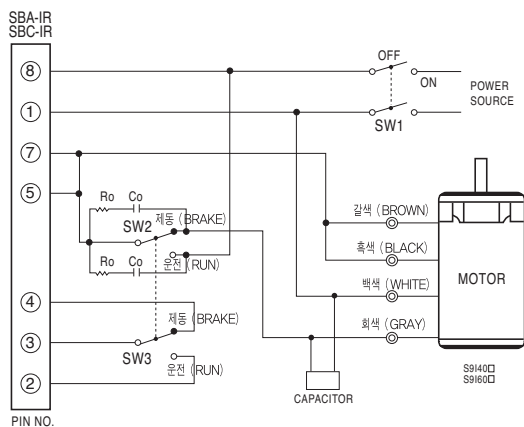 SBA-IR
SBC-IR
⑧
①
⑦
⑤
④
③
②
PIN NO.
OFF
ON
POWER
SOURCE
SW1
Ro Co
제동 (BRAKE)
SW2
Ro Co
운전 (RUN)
제동 (BRAKE)
SW3
운전 (RUN)
갈색 (BROWN)
흑색 (BLACK)
백색 (WHITE)
회색 (GRAY)
CAPACITOR
MOTOR
S9I40□
S9I60□